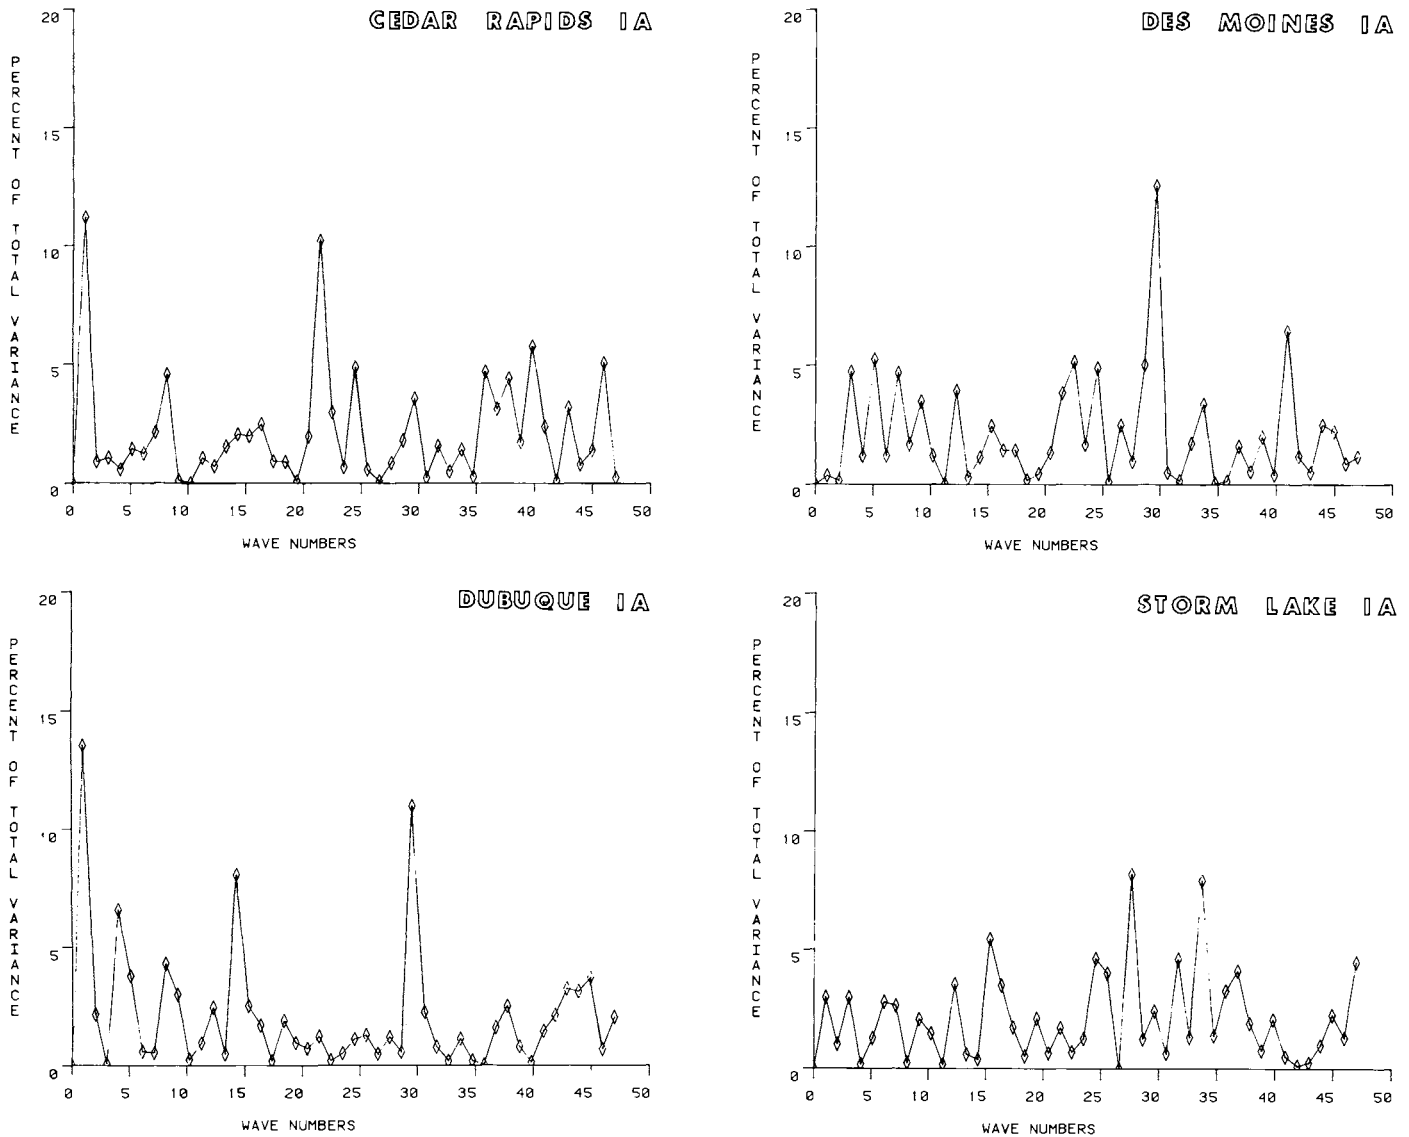 CEDAR RAPIDS IA
PERCENT OF TOTAL VARIANCE
20
15
10
5
0
0 5 10 15 20 25 30 35 40 45 50
WAVE NUMBERS
DES MOINES IA
PERCENT OF TOTAL VARIANCE
20
15
10
5
0
0 5 10 15 20 25 30 35 40 45 50
WAVE NUMBERS
DUBUQUE IA
PERCENT OF TOTAL VARIANCE
20
15
10
5
0
0 5 10 15 20 25 30 35 40 45 50
WAVE NUMBERS
STORM LAKE IA
PERCENT OF TOTAL VARIANCE
20
15
10
5
0
0 5 10 15 20 25 30 35 40 45 50
WAVE NUMBERS